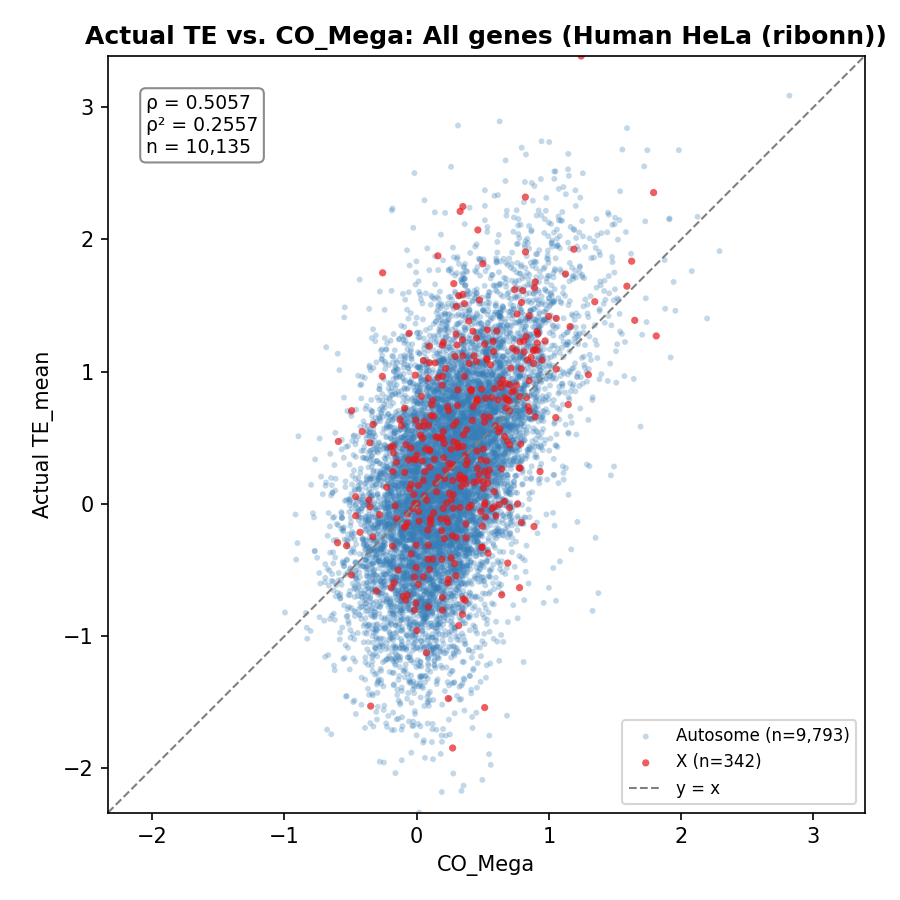 Actual TE vs. CO_Mega: All genes (Human HeLa (ribonn))
ρ = 0.5057
ρ² = 0.2557
n = 10,135
3
2
1
0
−1
−2
Actual TE_mean
Autosome (n=9,793)
X (n=342)
y = x
−2
−1
0
1
2
3
CO_Mega